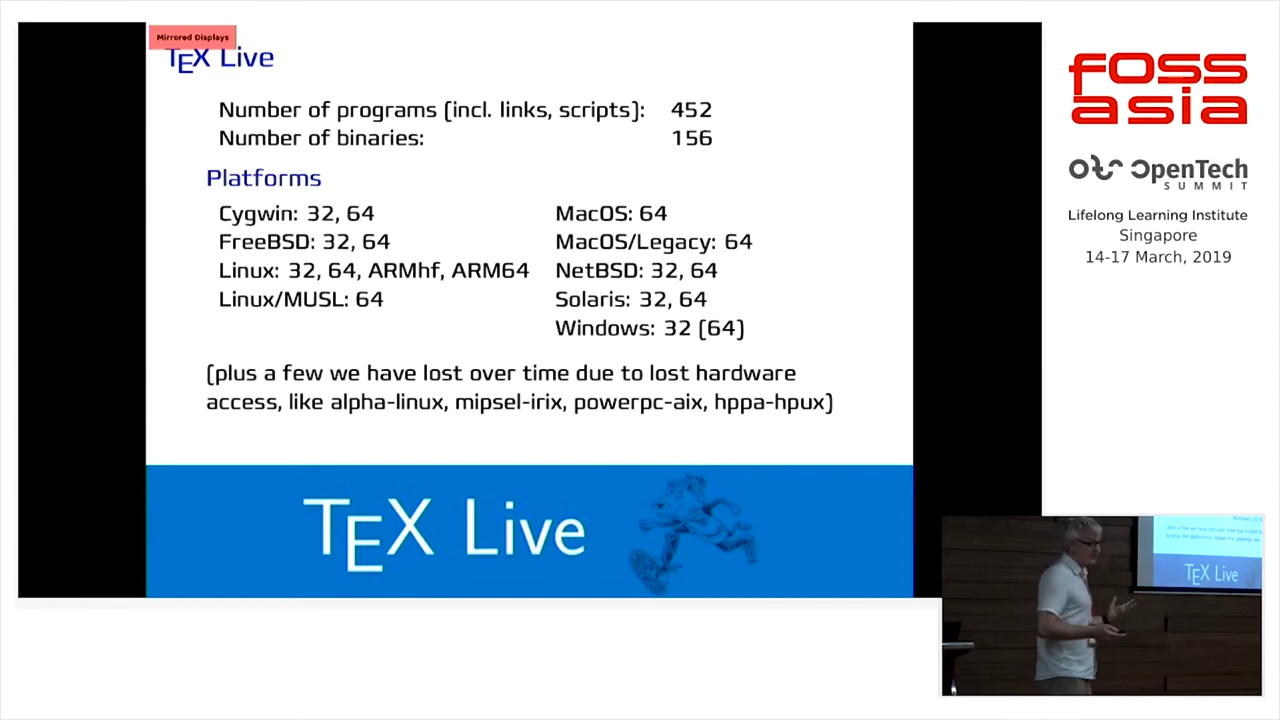 Mirrored Displays
TEX Live
Number of programs (incl. links, scripts): 452
Number of binaries: 156
Platforms
Cygwin: 32, 64
FreeBSD: 32, 64
Linux: 32, 64, ARMhf, ARM64
Linux/MUSL: 64
MacOS: 64
MacOS/Legacy: 64
NetBSD: 32, 64
Solaris: 32, 64
Windows: 32 (64)
(plus a few we have lost over time due to lost hardware
access, like alpha-linux, mipsel-irix, powerpc-aix, hppa-hpux)
TEX Live
foss
asia
OpenTech
SUMMIT
Lifelong Learning Institute
Singapore
14-17 March, 2019
TEX Live